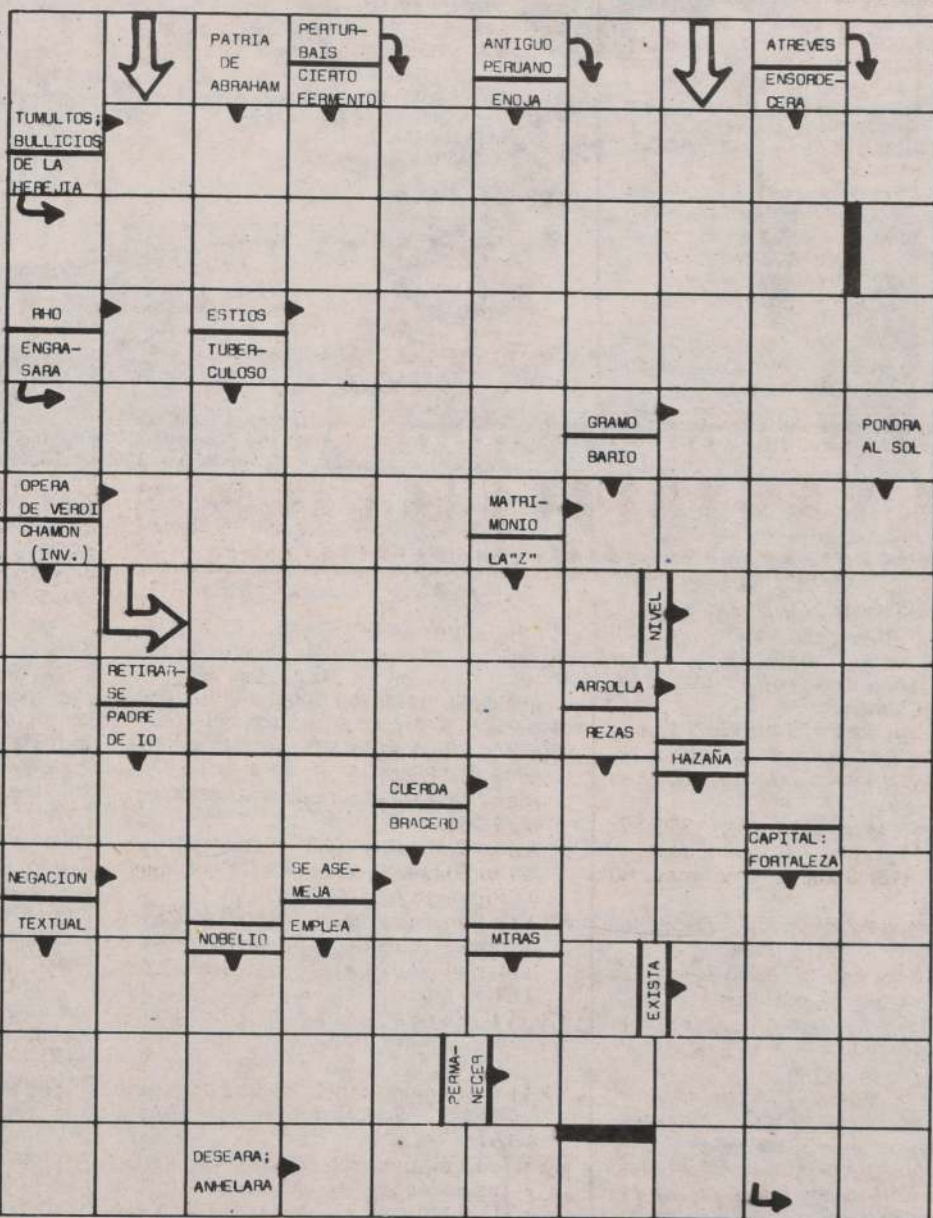 PATRIA
DE
ABRAHAM
PERTUR-
BAIS
CIERTO
FERMENTO
ANTIGUO
PERUANO
ENOJA
ATREVES
ENSORDE-
CERA
TUMULTOS;
BULLICIOS
DE LA
HEREJIA
RHO
ENGRA-
SARA
ESTIOS
TUBER-
CULOSO
GRAMO
BARIO
PONDRA
AL SOL
OPERA
DE VERDI
CHAMON
(INV.)
MATRI-
MONIO
LA"Z"
NIVEL
RETIRAR-
SE
PADRE
DE IO
ARGOLLA
REZAS
HAZAÑA
CUERDA
BRACERO
CAPITAL:
FORTALEZA
NEGACION
TEXTUAL
SE ASE-
MEJA
EMPLEA
NOBELIO
MIRAS
EXISTA
PERMA-
NECER
DESEARA;
ANHELARA